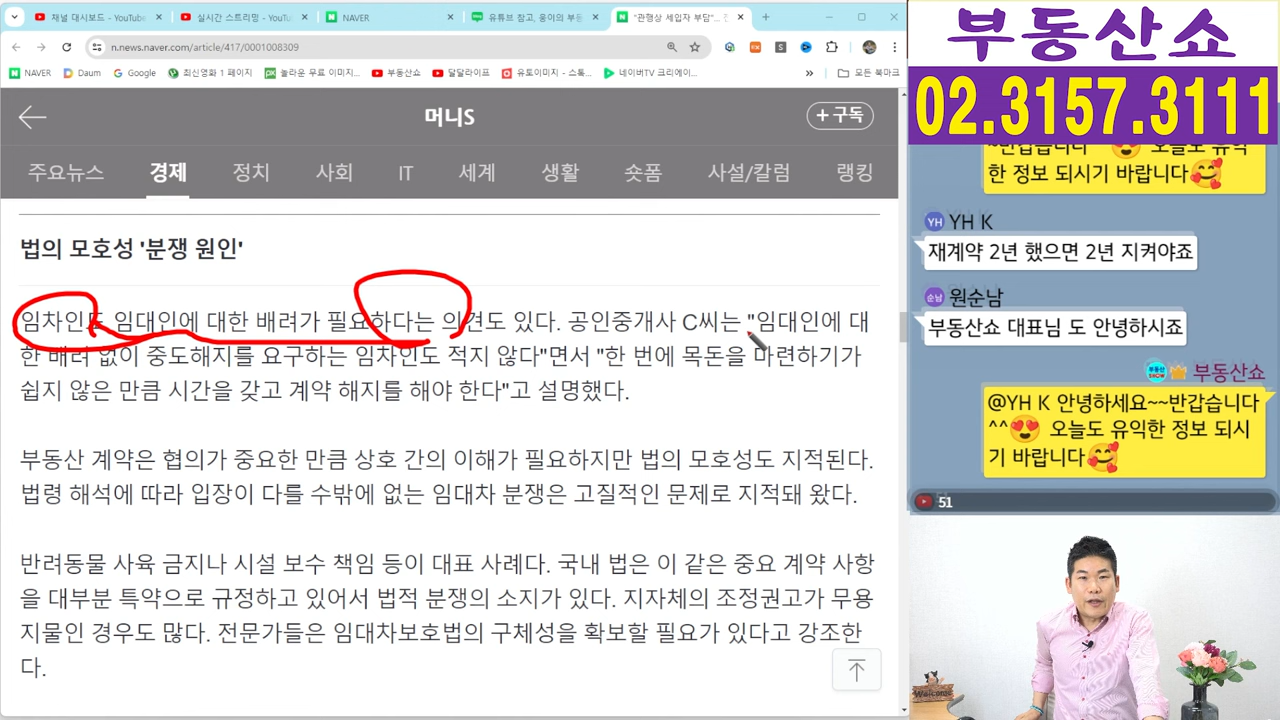 채널 대시보드 - YouTube
실시간 스트리밍 - YouTu
NAVER
유튜브 참고, 옹이의 부동
"관행상 세입자 부담"...
n.news.naver.com/article/417/0001008309
NAVER
Daum
Google
최신영화 1 페이지
놀라운 무료 이미지...
부동산쇼
달달라이프
유토이미지 - 스톡...
네이버TV 크리에이...
모든 북마크
머니S
+ 구독
주요뉴스 경제 정치 사회 IT 세계 생활 숏폼 사설/칼럼 랭킹
법의 모호성 '분쟁 원인'
임차인도 임대인에 대한 배려가 필요하다는 의견도 있다. 공인중개사 C씨는 "임대인에 대
한 배려 없이 중도해지를 요구하는 임차인도 적지 않다"면서 "한 번에 목돈을 마련하기가
쉽지 않은 만큼 시간을 갖고 계약 해지를 해야 한다"고 설명했다.
부동산 계약은 협의가 중요한 만큼 상호 간의 이해가 필요하지만 법의 모호성도 지적된다.
법령 해석에 따라 입장이 다를 수밖에 없는 임대차 분쟁은 고질적인 문제로 지적돼 왔다.
반려동물 사육 금지나 시설 보수 책임 등이 대표 사례다. 국내 법은 이 같은 중요 계약 사항
을 대부분 특약으로 규정하고 있어서 법적 분쟁의 소지가 있다. 지자체의 조정권고가 무용
지물인 경우도 많다. 전문가들은 임대차보호법의 구체성을 확보할 필요가 있다고 강조한
다.
부동산쇼
02.3157.3111
~반갑습니다 😍 오늘도 유익
한 정보 되시기 바랍니다🥰
YH YH K
재계약 2년 했으면 2년 지켜야죠
순남 원순남
부동산쇼 대표님 도 안녕하시죠
부동산쇼
@YH K 안녕하세요~~반갑습니다
^^😍 오늘도 유익한 정보 되시
기 바랍니다🥰
51
Welcome